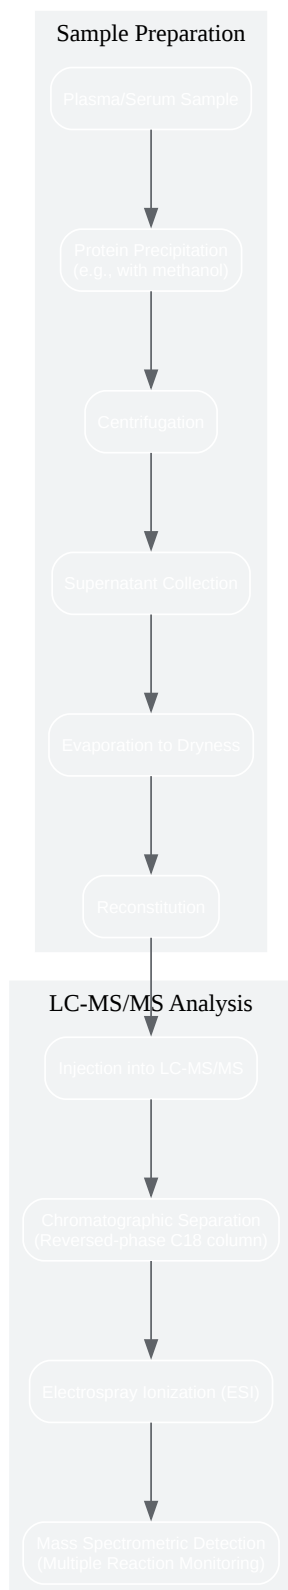 Sample Preparation
Plasma/Serum Sample
Protein Precipitation
(e.g., with methanol)
Centrifugation
Supernatant Collection
Evaporation to Dryness
Reconstitution
LC-MS/MS Analysis
Injection into LC-MS/MS
Chromatographic Separation
(Reversed-phase C18 column)
Electrospray Ionization (ESI)
Mass Spectrometric Detection
(Multiple Reaction Monitoring)